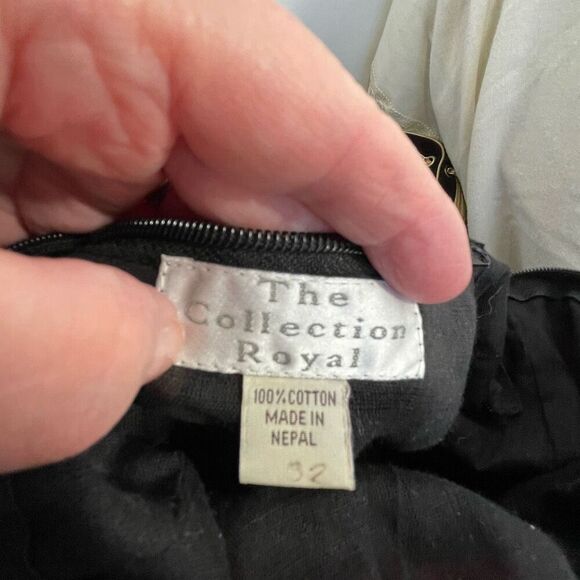 The
Collection
Royal
100% COTTON
MADE IN
NEPAL
32